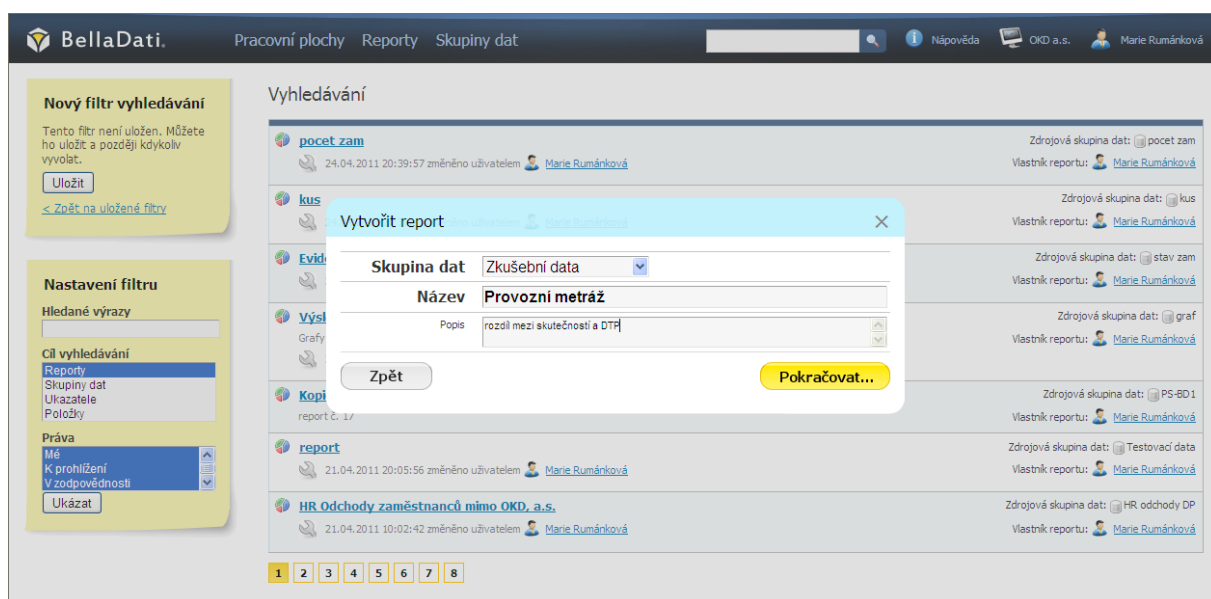 BellaDati.
Pracovní plochy Reporty Skupiny dat
Nápověda OKD a.s. Marie Rumánková
Nový filtr vyhledávání
Tento filtr není uložen. Můžete
ho uložit a později kdykoliv
vyvolat.
Uložit
< Zpět na uložené filtry
Nastavení filtru
Hledané výrazy
Cíl vyhledávání
Reporty
Skupiny dat
Ukazatele
Položky
Práva
Mé
K prohlížení
V zodpovědnosti
Ukázat
Vyhledávání
pocet zam
Zdrojová skupina dat: pocet zam
24.04.2011 20:39:57 změněno uživatelem Marie Rumánková
Vlastník reportu: Marie Rumánková
kus
Zdrojová skupina dat: kus
Vlastník reportu: Marie Rumánková
Zdrojová skupina dat: stav zam
Vlastník reportu: Marie Rumánková
Zdrojová skupina dat: graf
Grafy
Vlastník reportu: Marie Rumánková
Vytvořit report
Skupina dat Zkušební data
Název Provozní metráž
Popis rozdíl mezi skutečností a DTP
Zpět Pokračovat...
Kopi
Zdrojová skupina dat: PS-BD1
report č. 17
Vlastník reportu: Marie Rumánková
report
Zdrojová skupina dat: Testovací data
21.04.2011 20:05:56 změněno uživatelem Marie Rumánková
Vlastník reportu: Marie Rumánková
HR Odchody zaměstnanců mimo OKD, a.s.
Zdrojová skupina dat: HR odchody DP
21.04.2011 10:02:42 změněno uživatelem Marie Rumánková
Vlastník reportu: Marie Rumánková
1 2 3 4 5 6 7 8